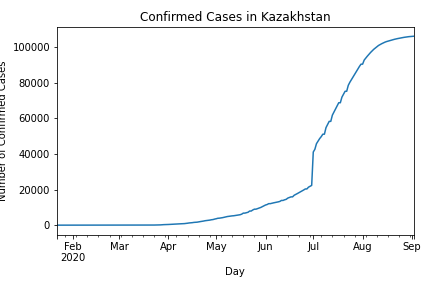 Confirmed Cases in Kazakhstan
Number of Confirmed Cases
100000
80000
60000
40000
20000
0
Feb Mar Apr May Jun Jul Aug Sep
2020
Day